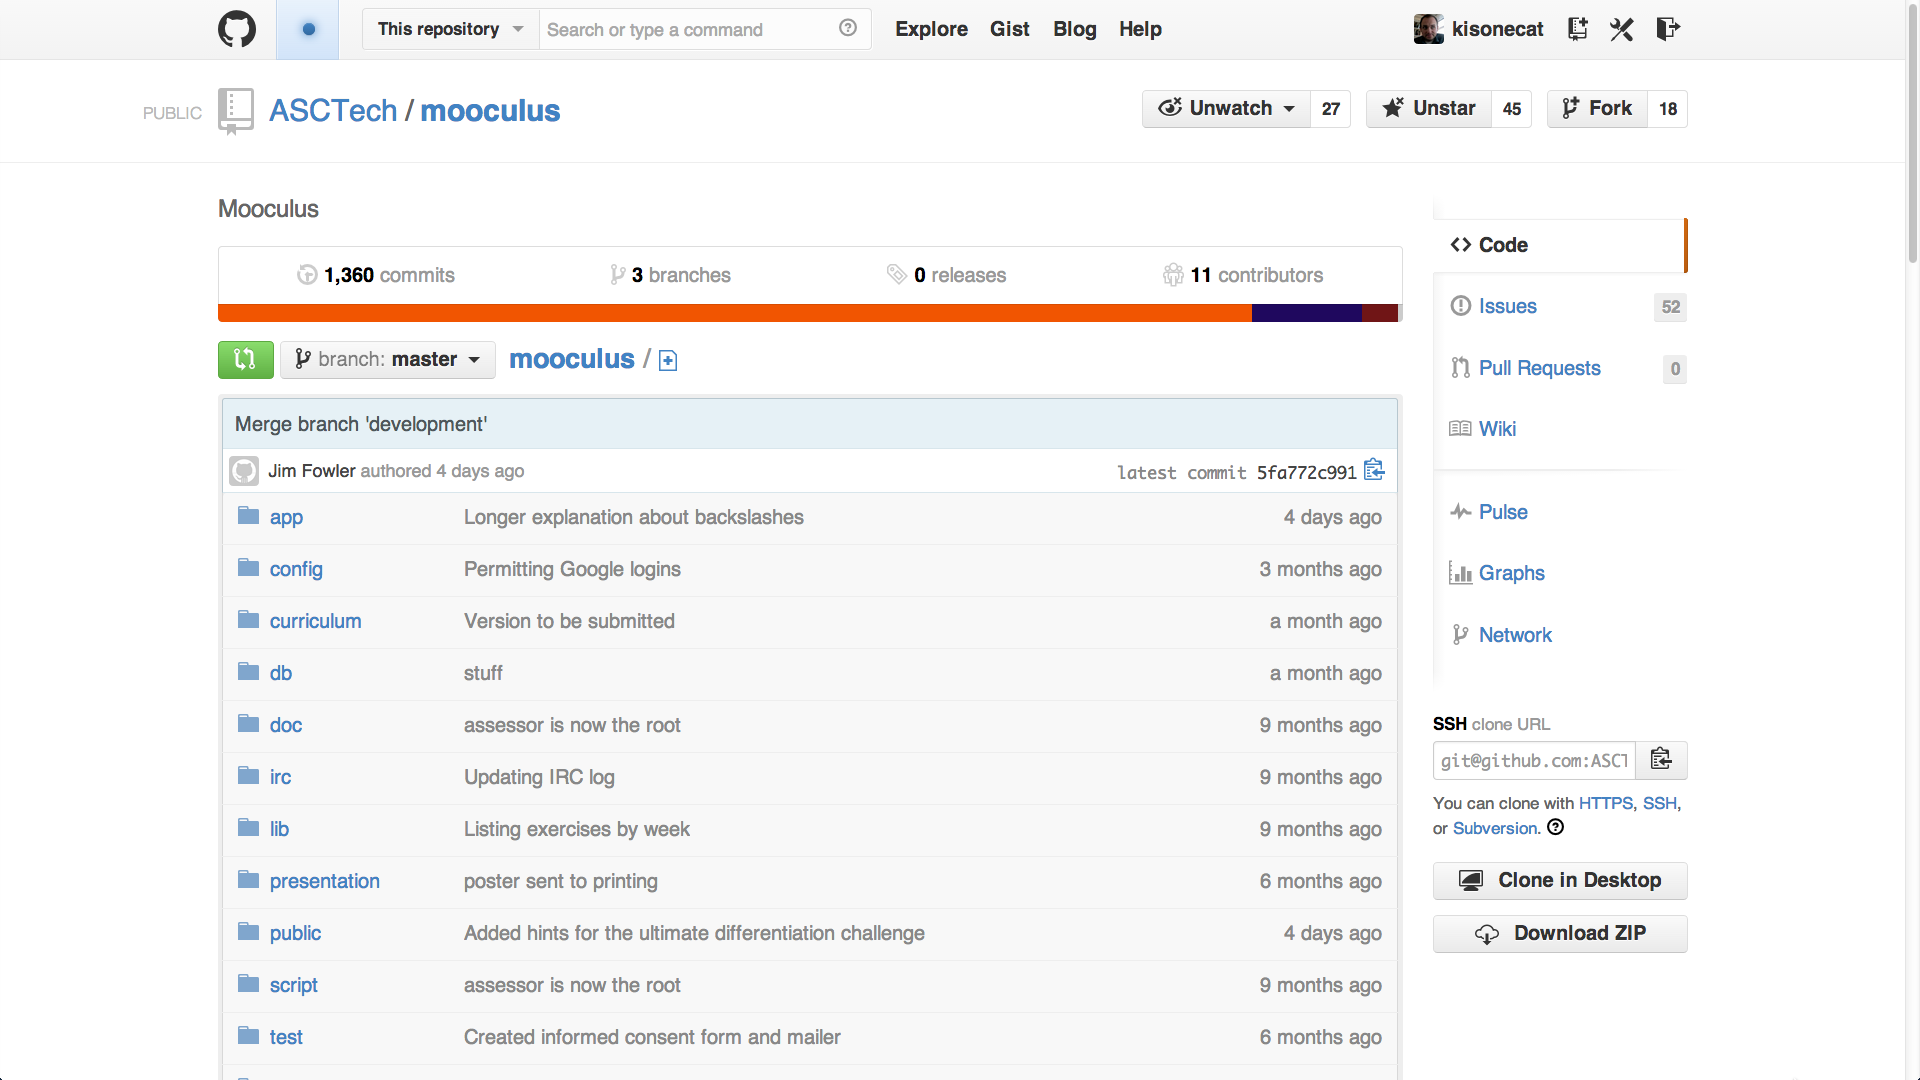 This repository
Search or type a command
Explore Gist Blog Help
kisonecat
PUBLIC
ASCTech / mooculus
Unwatch 27
Unstar 45
Fork 18
Mooculus
1,360 commits
3 branches
0 releases
11 contributors
branch: master
mooculus /
Merge branch 'development'
Jim Fowler authored 4 days ago
latest commit 5fa772c991
app Longer explanation about backslashes 4 days ago
config Permitting Google logins 3 months ago
curriculum Version to be submitted a month ago
db stuff a month ago
doc assessor is now the root 9 months ago
irc Updating IRC log 9 months ago
lib Listing exercises by week 9 months ago
presentation poster sent to printing 6 months ago
public Added hints for the ultimate differentiation challenge 4 days ago
script assessor is now the root 9 months ago
test Created informed consent form and mailer 6 months ago
Code
Issues 52
Pull Requests 0
Wiki
Pulse
Graphs
Network
SSH clone URL
git@github.com:ASCT
You can clone with HTTPS, SSH,
or Subversion.
Clone in Desktop
Download ZIP